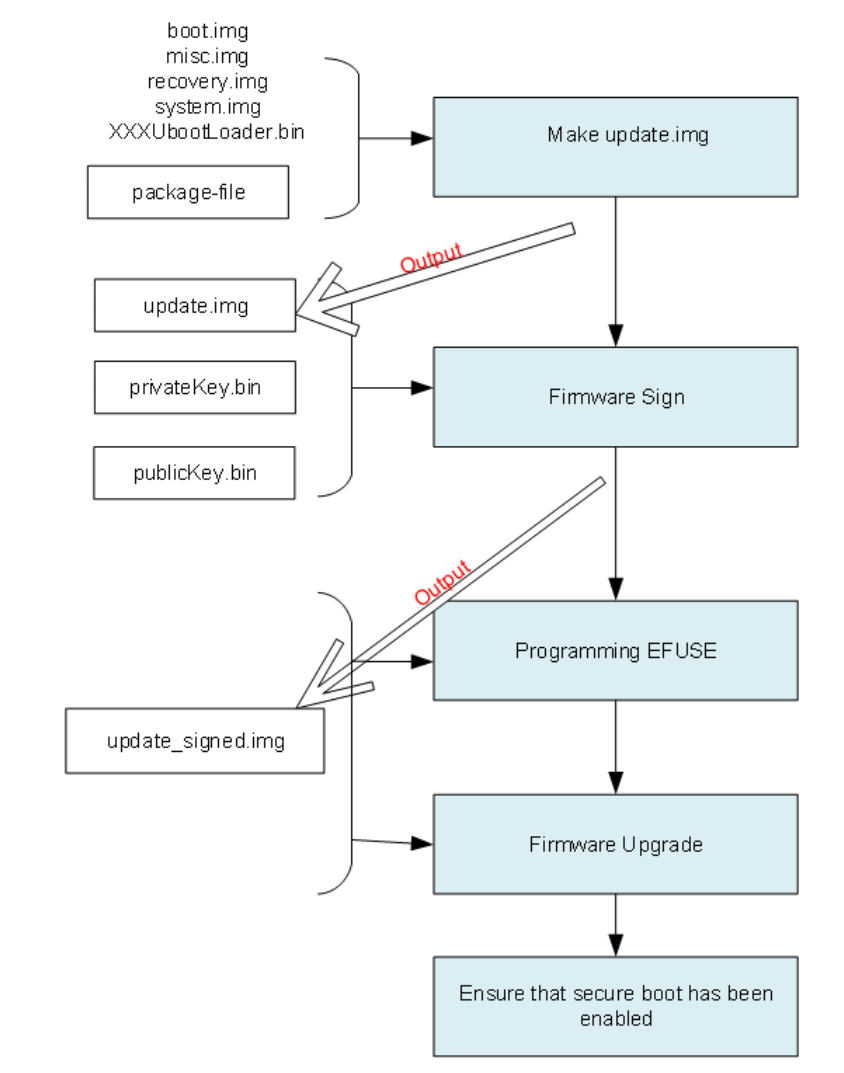 boot.img
misc.img
recovery.img
system.img
XXXUbootLoader.bin
package-file
Make update.img
Output
update.img
privateKey.bin
publicKey.bin
Firmware Sign
Output
Programming EFUSE
update_signed.img
Firmware Upgrade
Ensure that secure boot has been
enabled